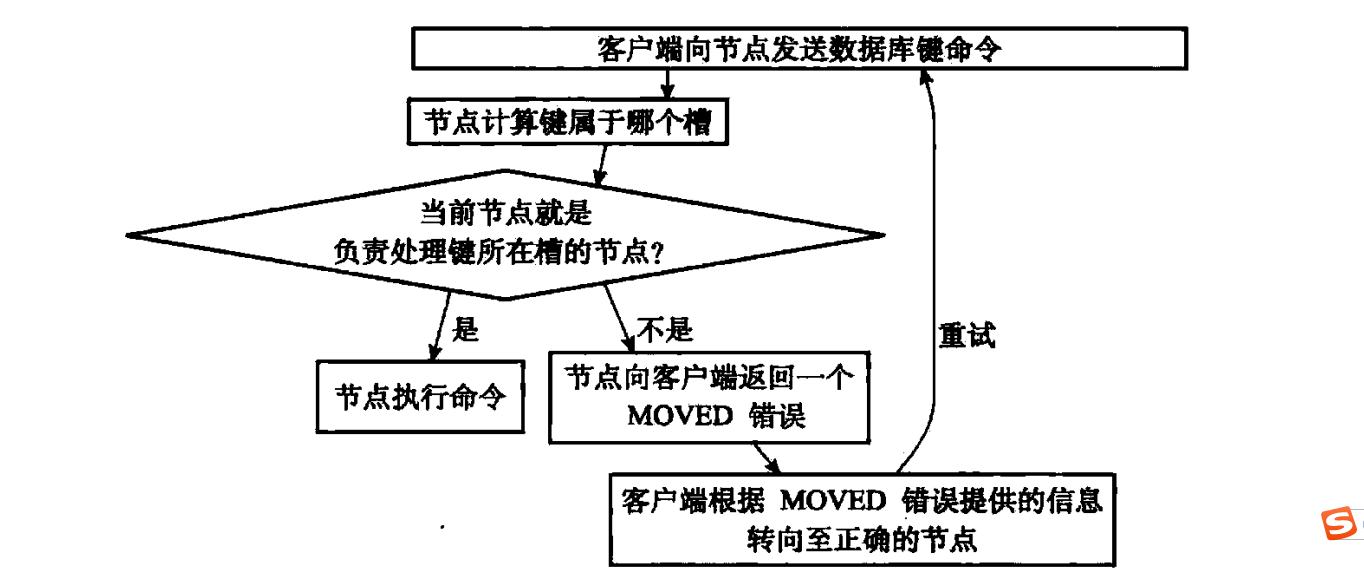 客户端向节点发送数据库键命令
节点计算键属于哪个槽
当前节点就是
负责处理键所在槽的节点?
是
不是
重试
节点执行命令
节点向客户端返回一个
MOVED 错误
客户端根据 MOVED 错误提供的信息
转向至正确的节点
S